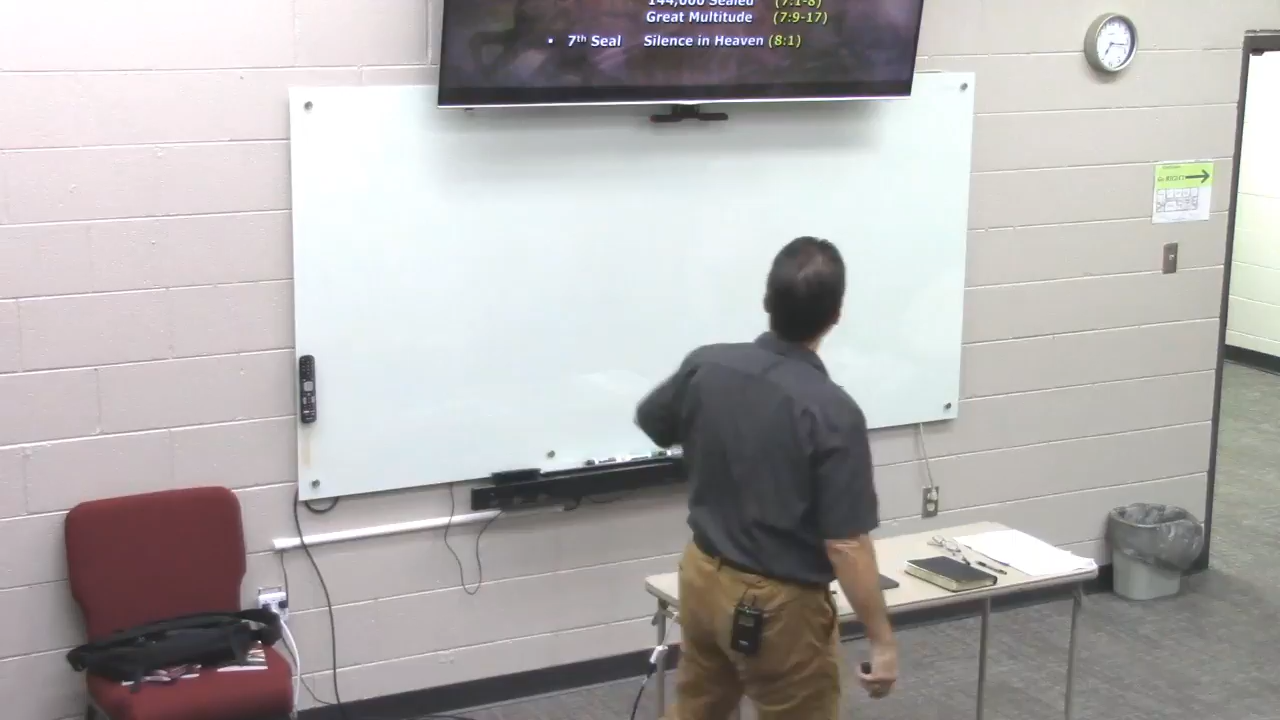 144,000 Sealed (7:1-8)
Great Multitude (7:9-17)
• 7th Seal Silence in Heaven (8:1)